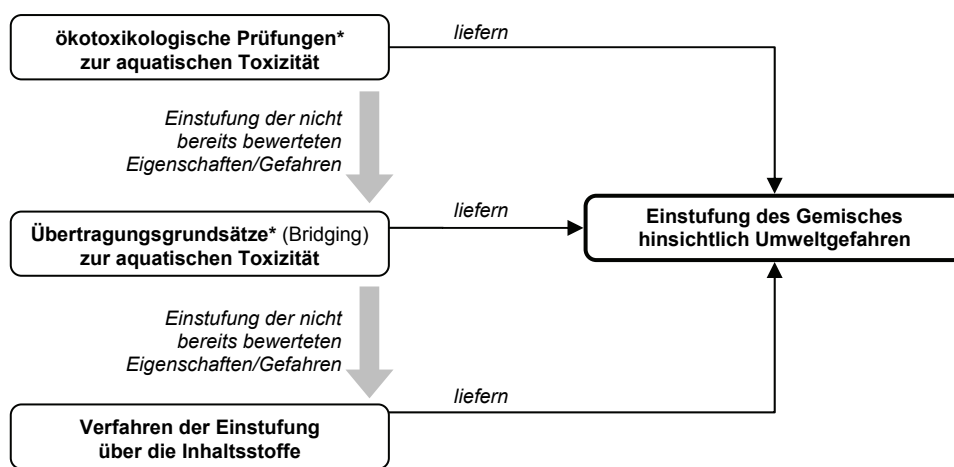 ökotoxikologische Prüfungen*
zur aquatischen Toxizität
liefern
Einstufung der nicht
bereits bewerteten
Eigenschaften/Gefahren
Übertragungsgrundsätze* (Bridging)
zur aquatischen Toxizität
liefern
Einstufung des Gemisches
hinsichtlich Umweltgefahren
Einstufung der nicht
bereits bewerteten
Eigenschaften/Gefahren
Verfahren der Einstufung
über die Inhaltsstoffe
liefern